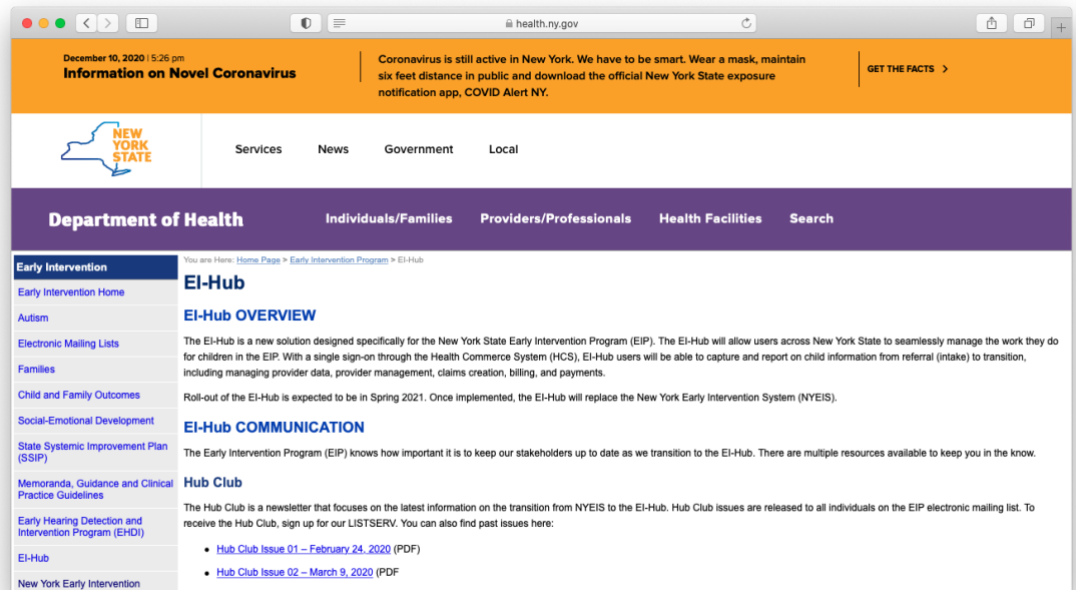 health.ny.gov
December 10, 2020 | 5:26 pm
Information on Novel Coronavirus
Coronavirus is still active in New York. We have to be smart. Wear a mask, maintain
six feet distance in public and download the official New York State exposure
notification app, COVID Alert NY.
GET THE FACTS >
NEW
YORK
STATE
Services News Government Local
Department of Health Individuals/Families Providers/Professionals Health Facilities Search
Early Intervention
Early Intervention Home
Autism
Electronic Mailing Lists
Families
Child and Family Outcomes
Social-Emotional Development
State Systemic Improvement Plan
(SSIP)
Memoranda, Guidance and Clinical
Practice Guidelines
Early Hearing Detection and
Intervention Program (EHDI)
EI-Hub
New York Early Intervention
You are Here: Home Page > Early Intervention Program > EI-Hub
EI-Hub
EI-Hub OVERVIEW
The EI-Hub is a new solution designed specifically for the New York State Early Intervention Program (EIP). The EI-Hub will allow users across New York State to seamlessly manage the work they do
for children in the EIP. With a single sign-on through the Health Commerce System (HCS), EI-Hub users will be able to capture and report on child information from referral (intake) to transition,
including managing provider data, provider management, claims creation, billing, and payments.
Roll-out of the EI-Hub is expected to be in Spring 2021. Once implemented, the EI-Hub will replace the New York Early Intervention System (NYEIS).
EI-Hub COMMUNICATION
The Early Intervention Program (EIP) knows how important it is to keep our stakeholders up to date as we transition to the EI-Hub. There are multiple resources available to keep you in the know.
Hub Club
The Hub Club is a newsletter that focuses on the latest information on the transition from NYEIS to the EI-Hub. Hub Club issues are released to all individuals on the EIP electronic mailing list. To
receive the Hub Club, sign up for our LISTSERV. You can also find past issues here:
• Hub Club Issue 01 – February 24, 2020 (PDF)
• Hub Club Issue 02 – March 9, 2020 (PDF